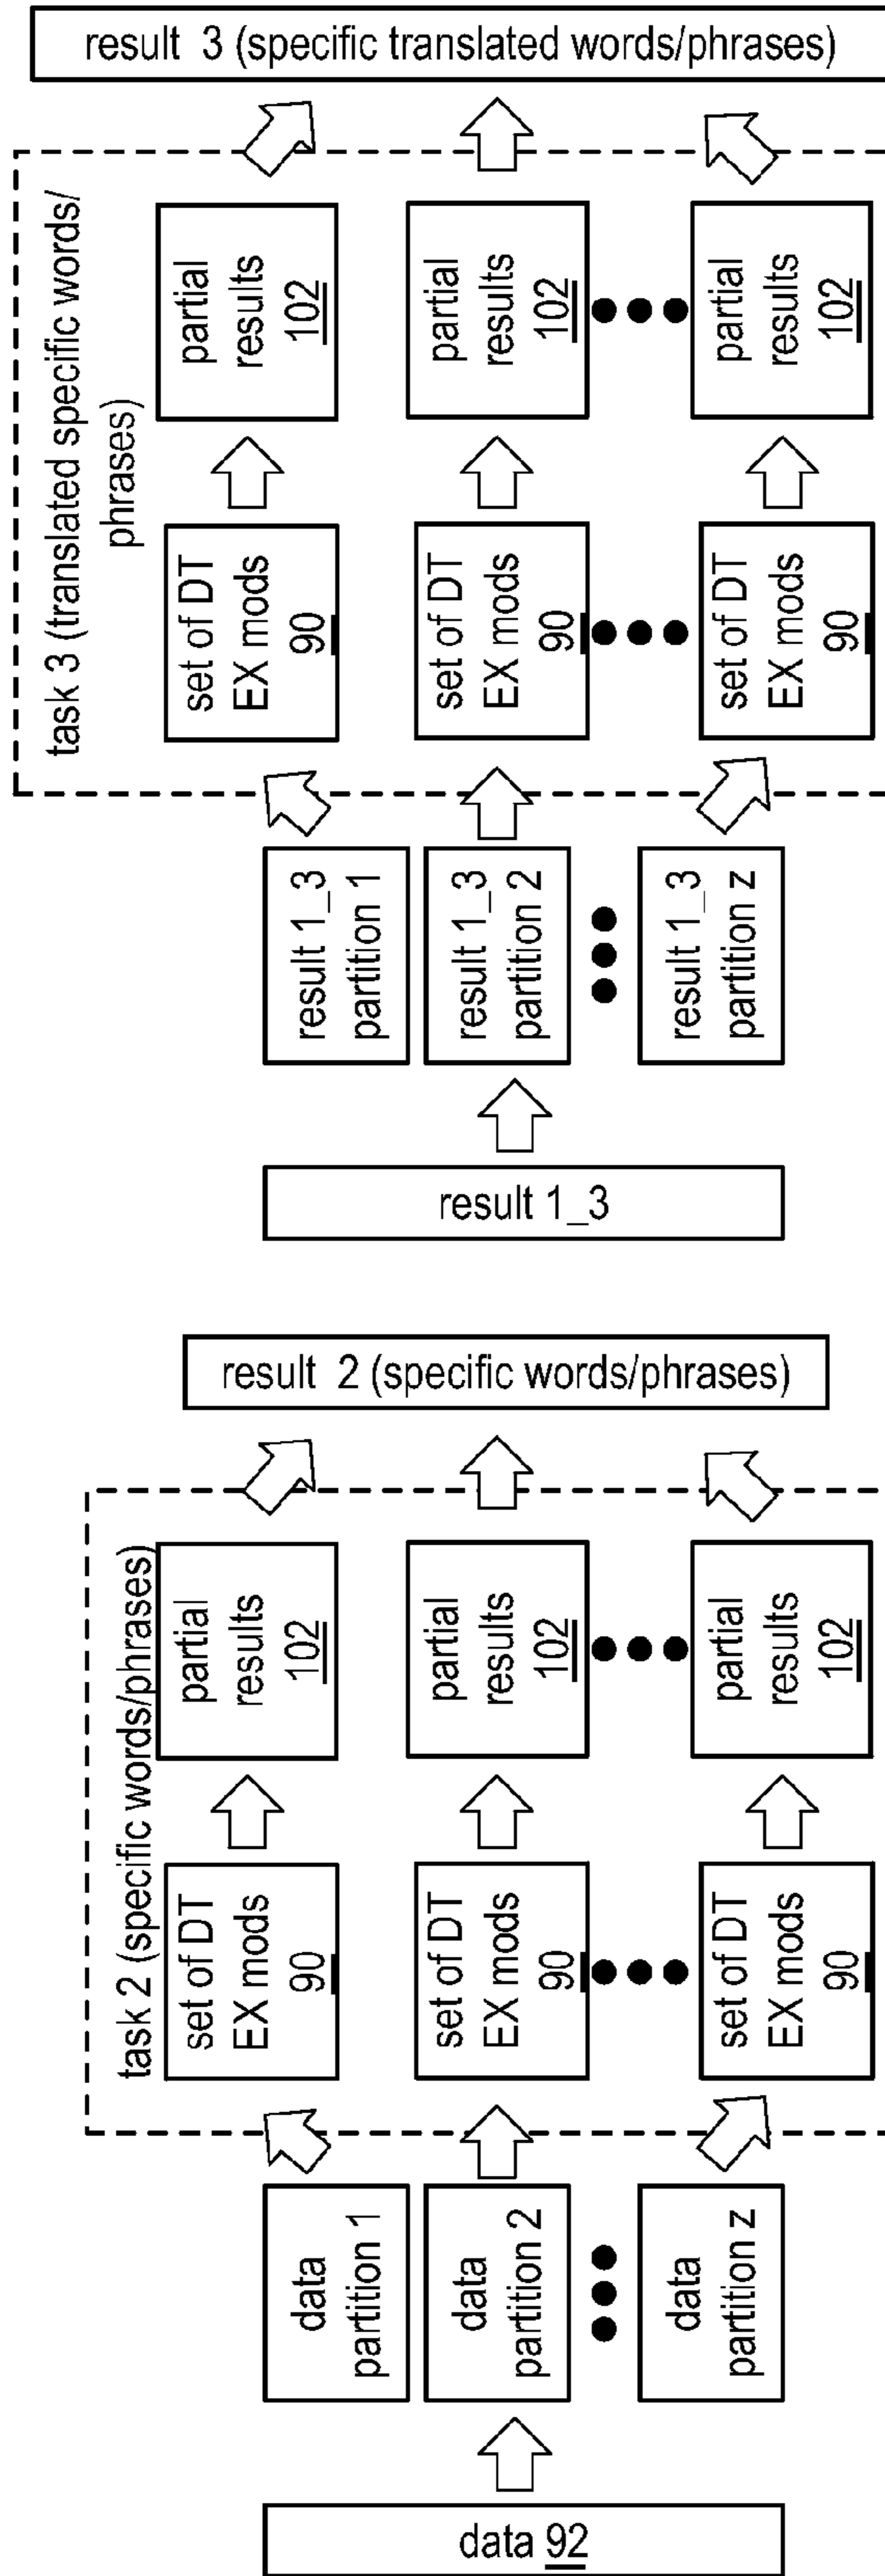 data 92
data
partition 1
data
partition 2
data
partition z
task 2 (specific words/phrases)
set of DT
EX mods
90
partial
results
102
set of DT
EX mods
90
partial
results
102
set of DT
EX mods
90
partial
results
102
result 2 (specific words/phrases)
result 1_3
result 1_3
partition 1
result 1_3
partition 2
result 1_3
partition z
task 3 (translated specific words/
phrases)
set of DT
EX mods
90
partial
results
102
set of DT
EX mods
90
partial
results
102
set of DT
EX mods
90
partial
results
102
result 3 (specific translated words/phrases)